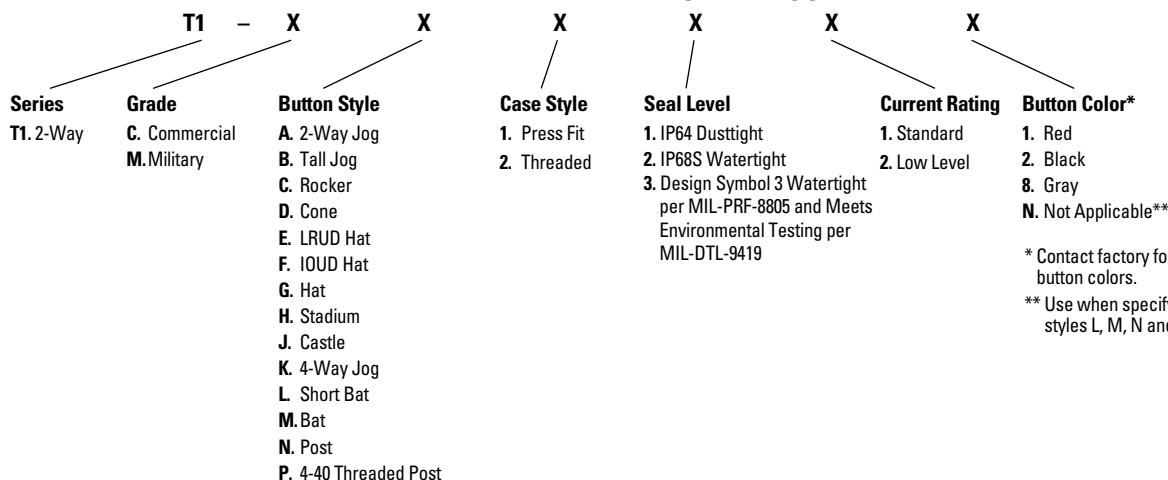 T1 – X X X X X X
Series
T1. 2-Way
Grade
C. Commercial
M. Military
Button Style
A. 2-Way Jog
B. Tall Jog
C. Rocker
D. Cone
E. LRUD Hat
F. IOUD Hat
G. Hat
H. Stadium
J. Castle
K. 4-Way Jog
L. Short Bat
M. Bat
N. Post
P. 4-40 Threaded Post
Case Style
1. Press Fit
2. Threaded
Seal Level
1. IP64 Dusttight
2. IP68S Watertight
3. Design Symbol 3 Watertight
per MIL-PRF-8805 and Meets
Environmental Testing per
MIL-DTL-9419
Current Rating
1. Standard
2. Low Level
Button Color*
1. Red
2. Black
8. Gray
N. Not Applicable**
* Contact factory
button colors.
** Use when
styles L, M, N